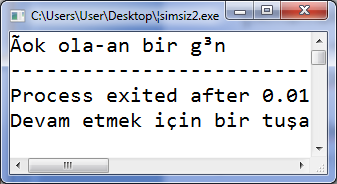 C:\Users\User\Desktop\¦simsiz2.exe
Ãok ola-an bir g³n
--------------------------
Process exited after 0.01
Devam etmek için bir tuşa